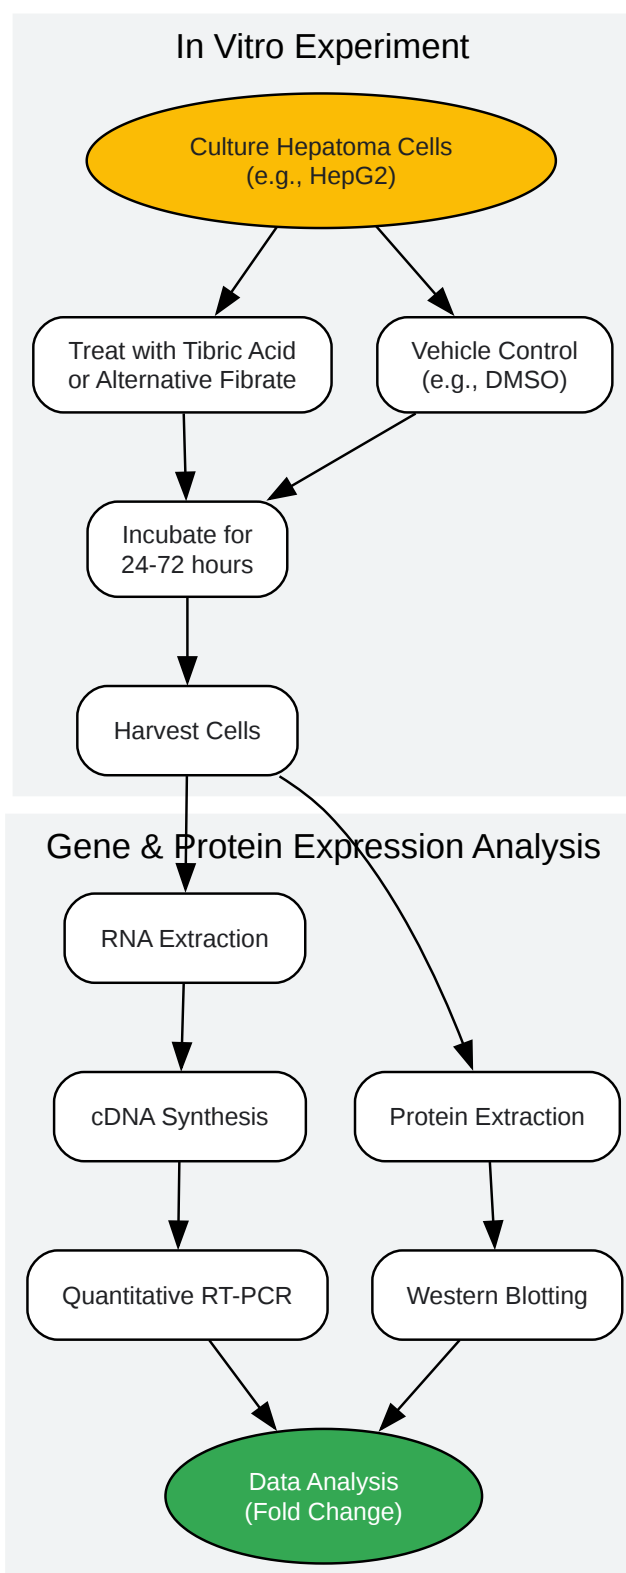 In Vitro Experiment
Culture Hepatoma Cells
(e.g., HepG2)
Treat with Tibric Acid
or Alternative Fibrate
Vehicle Control
(e.g., DMSO)
Incubate for
24-72 hours
Harvest Cells
Gene & Protein Expression Analysis
RNA Extraction
cDNA Synthesis
Protein Extraction
Quantitative RT-PCR
Western Blotting
Data Analysis
(Fold Change)